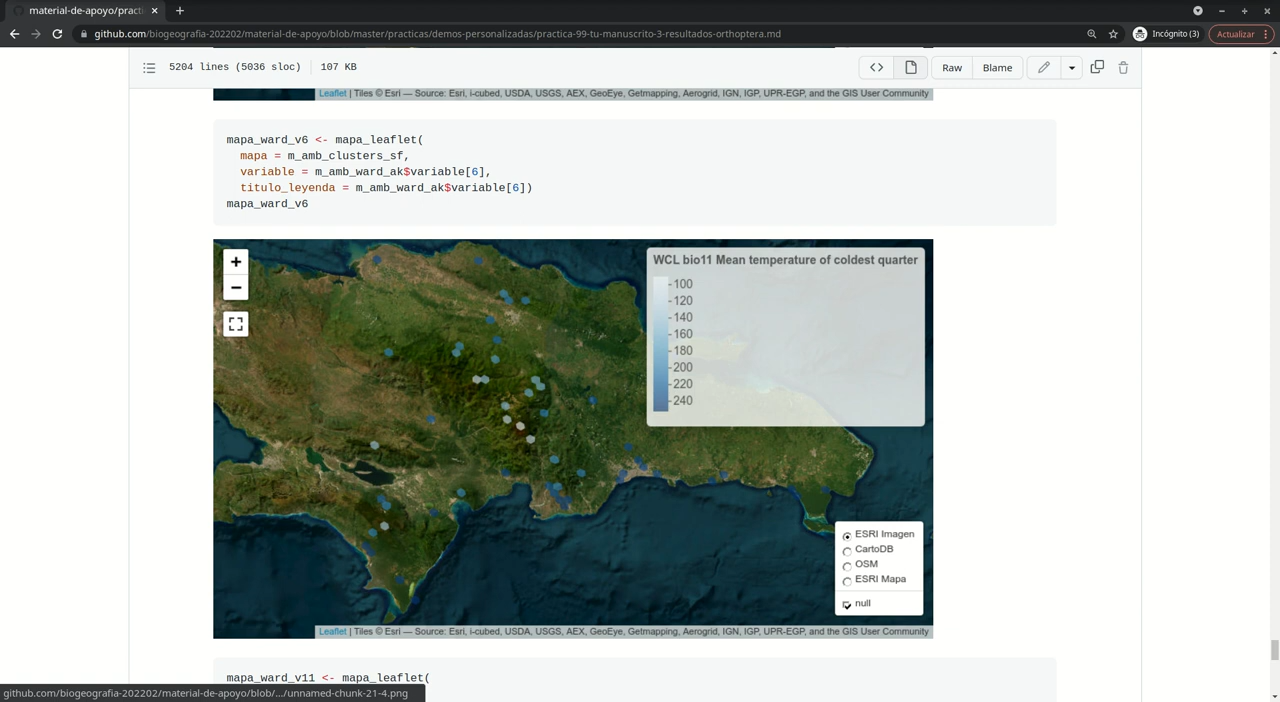 material-de-apoyo/practi
github.com/biogeografia-202202/material-de-apoyo/blob/master/practicas/demos-personalizadas/practica-99-tu-manuscrito-3-resultados-orthoptera.md
Incógnito (3)
Actualizar
5204 lines (5036 sloc)
107 KB
Raw
Blame
Leaflet | Tiles © Esri — Source: Esri, i-cubed, USDA, USGS, AEX, GeoEye, Getmapping, Aerogrid, IGN, IGP, UPR-EGP, and the GIS User Community
mapa_ward_v6 <- mapa_leaflet(
mapa = m_amb_clusters_sf,
variable = m_amb_ward_ak$variable[6],
titulo_leyenda = m_amb_ward_ak$variable[6])
mapa_ward_v6
+
−
WCL bio11 Mean temperature of coldest quarter
100
120
140
160
180
200
220
240
ESRI Imagen
CartoDB
OSM
ESRI Mapa
null
Leaflet | Tiles © Esri — Source: Esri, i-cubed, USDA, USGS, AEX, GeoEye, Getmapping, Aerogrid, IGN, IGP, UPR-EGP, and the GIS User Community
mapa_ward_v11 <- mapa_leaflet(
github.com/biogeografia-202202/material-de-apoyo/blob/.../unnamed-chunk-21-4.png